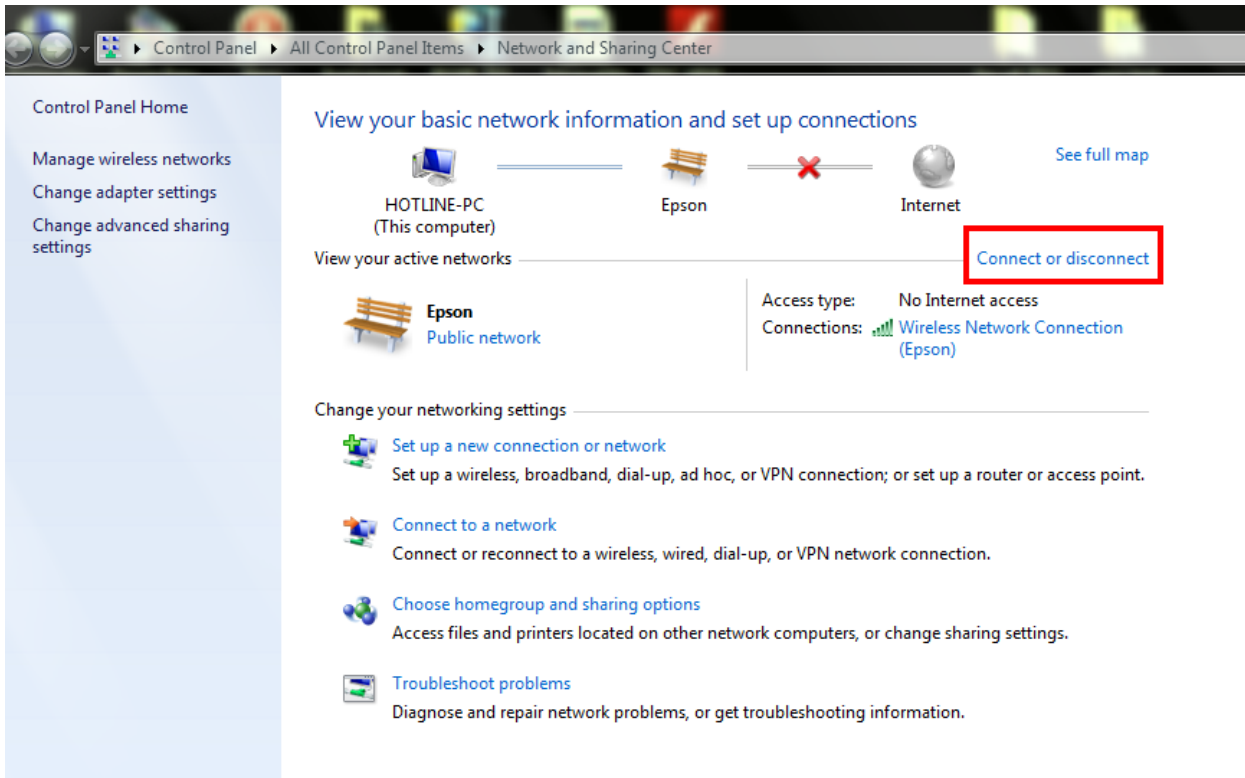 Control Panel ▸ All Control Panel Items ▸ Network and Sharing Center
Control Panel Home
Manage wireless networks
Change adapter settings
Change advanced sharing
settings
View your basic network information and set up connections
See full map
HOTLINE-PC
(This computer)
Epson
Internet
View your active networks
Connect or disconnect
Epson
Public network
Access type: No Internet access
Connections: Wireless Network Connection
(Epson)
Change your networking settings
Set up a new connection or network
Set up a wireless, broadband, dial-up, ad hoc, or VPN connection; or set up a router or access point.
Connect to a network
Connect or reconnect to a wireless, wired, dial-up, or VPN network connection.
Choose homegroup and sharing options
Access files and printers located on other network computers, or change sharing settings.
Troubleshoot problems
Diagnose and repair network problems, or get troubleshooting information.